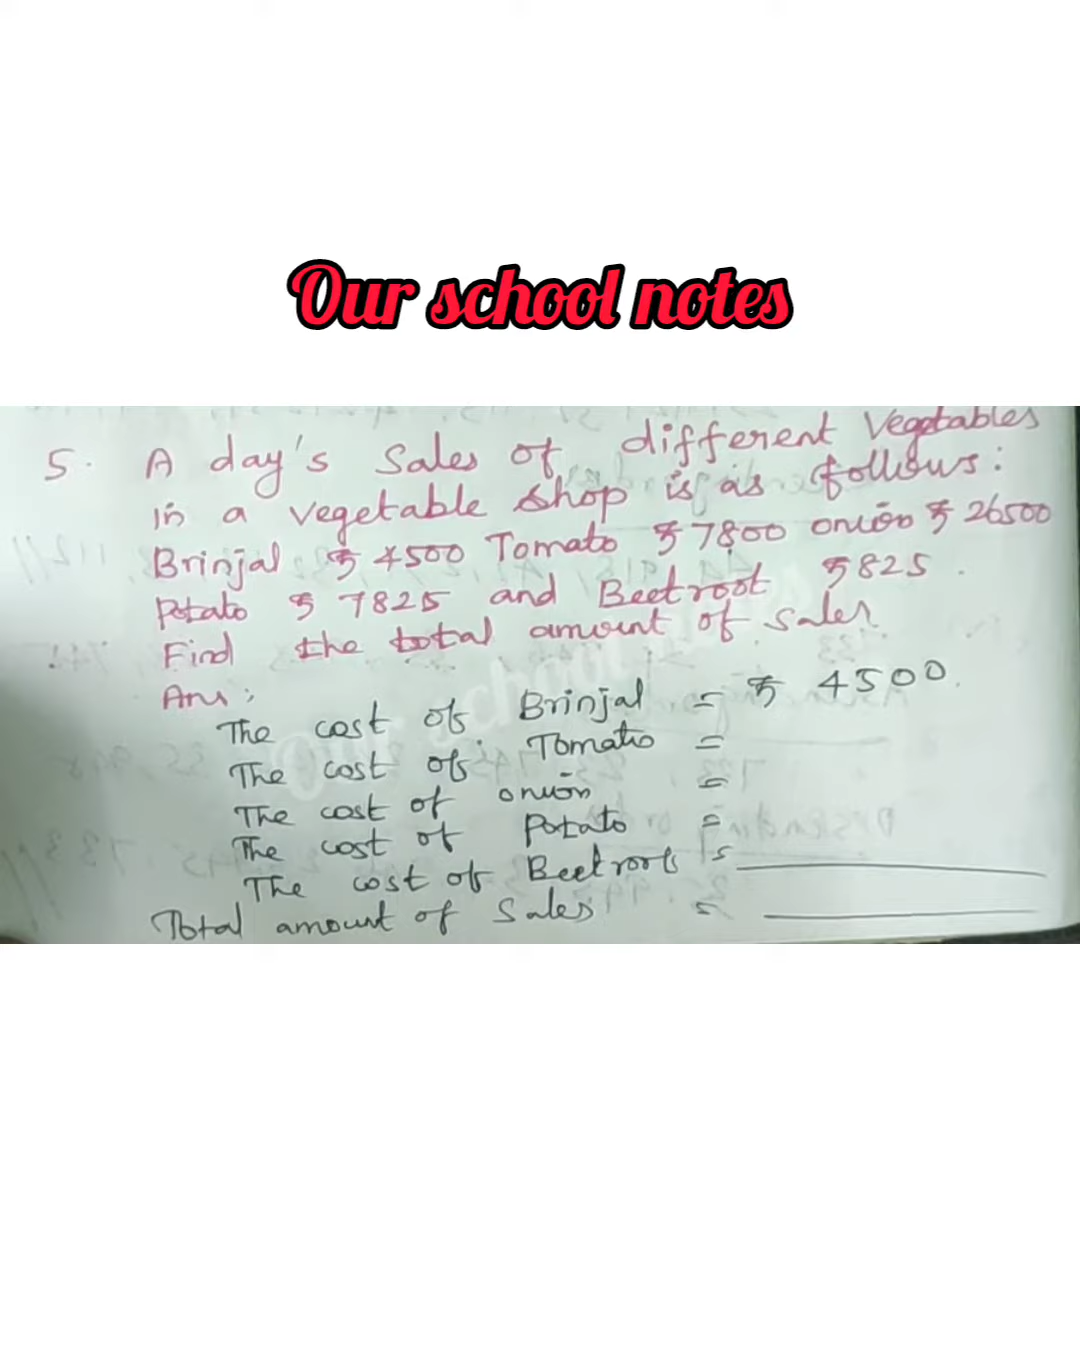 Our school notes
5. A day's Sales of different Vegetables
in a vegetable shop is as follows:
Brinjal ₹ 4500 Tomato ₹ 7800 onion ₹ 26500
Potato ₹ 7825 and Beetroot ₹825.
Find the total amount of sales
Ans:
The cost of Brinjal = ₹ 4500.
The cost of Tomato =
The cost of onion =
The cost of Potato =
The cost of Beetroot =
Total amount of Sales =